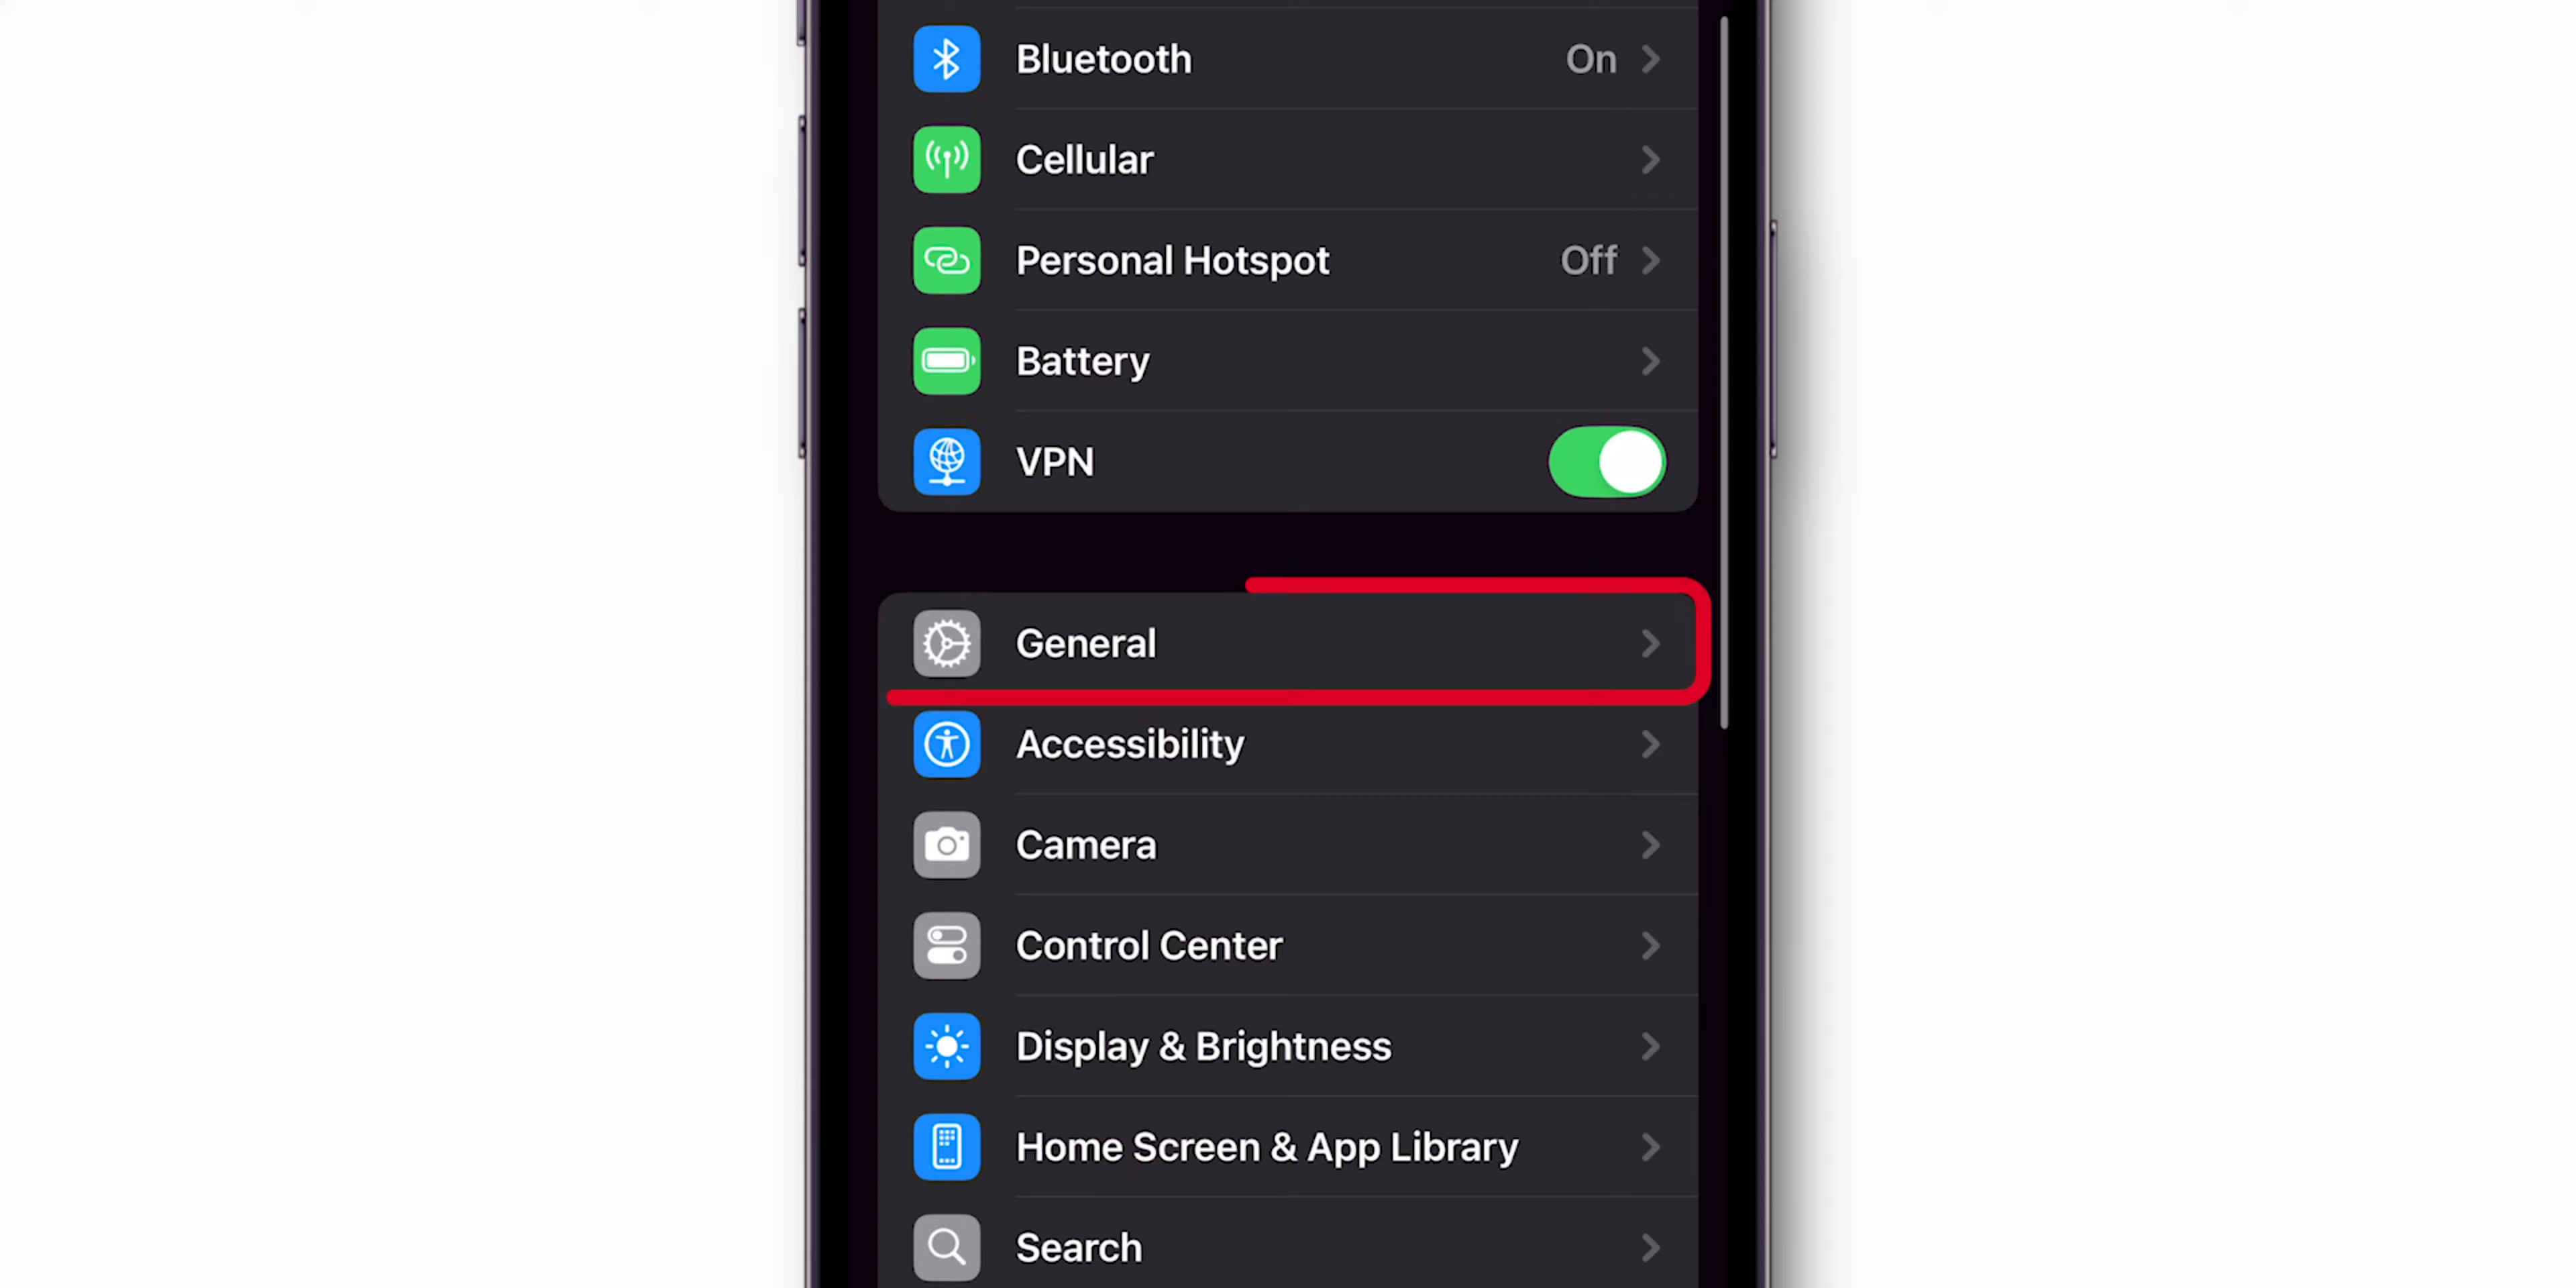 Bluetooth On
Cellular
Personal Hotspot Off
Battery
VPN
General
Accessibility
Camera
Control Center
Display & Brightness
Home Screen & App Library
Search